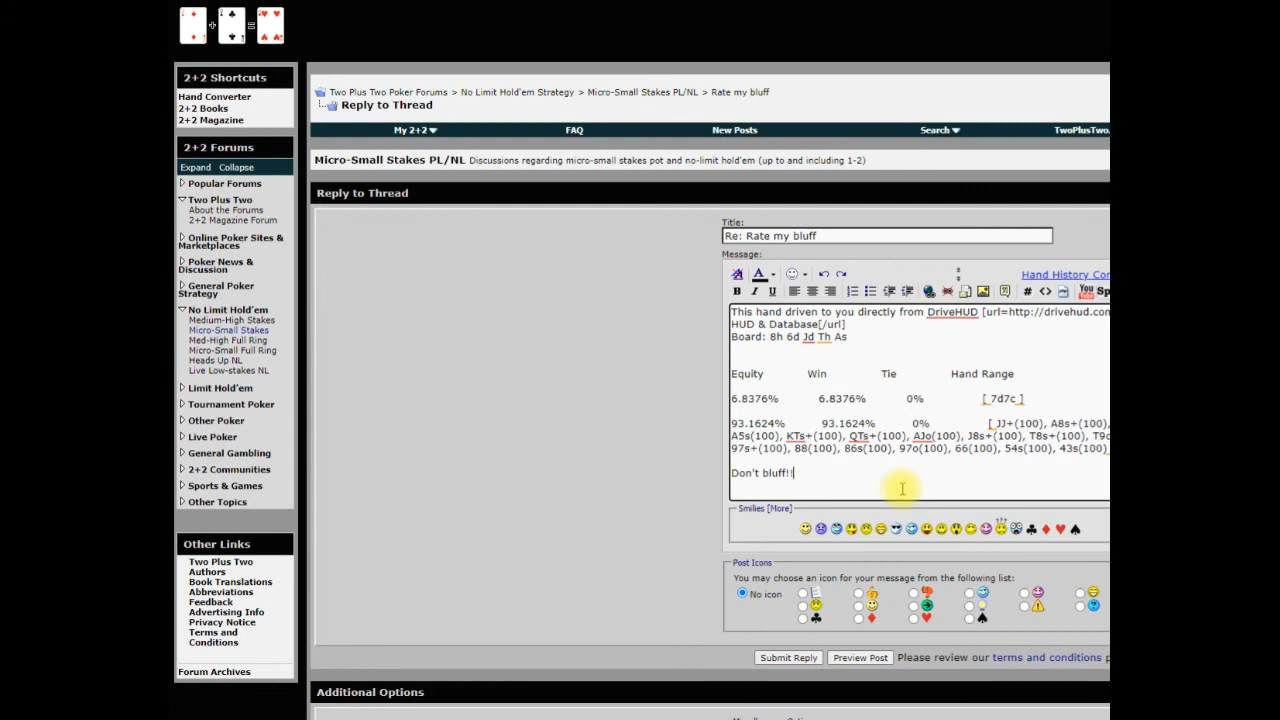 2+2 Shortcuts
Hand Converter
2+2 Books
2+2 Magazine
2+2 Forums
Expand Collapse
Popular Forums
Two Plus Two
About the Forums
2+2 Magazine Forum
Online Poker Sites &
Marketplaces
Poker News &
Discussion
General Poker
Strategy
No Limit Hold'em
Medium-High Stakes
Micro-Small Stakes
Med-High Full Ring
Micro-Small Full Ring
Heads Up NL
Live Low-stakes NL
Limit Hold'em
Tournament Poker
Other Poker
Live Poker
General Gambling
2+2 Communities
Sports & Games
Other Topics
Other Links
Two Plus Two
Authors
Book Translations
Abbreviations
Feedback
Advertising Info
Privacy Notice
Terms and
Conditions
Forum Archives
Two Plus Two Poker Forums > No Limit Hold'em Strategy > Micro-Small Stakes PL/NL > Rate my bluff
Reply to Thread
My 2+2 FAQ New Posts Search TwoPlusTwo.
Micro-Small Stakes PL/NL Discussions regarding micro-small stakes pot and no-limit hold'em (up to and including 1-2)
Reply to Thread
Title:
Re: Rate my bluff
Message:
Hand History Con
B I U # <> You Sp
This hand driven to you directly from DriveHUD [url=http://drivehud.com
HUD & Database[/url]
Board: 8h 6d Jd Th As
Equity Win Tie Hand Range
6.8376% 6.8376% 0% [ 7d7c ]
93.1624% 93.1624% 0% [ JJ+(100), A8s+(100),
A5s(100), KTs+(100), QTs+(100), AJo(100), J8s+(100), T8s+(100), T9o
97s+(100), 88(100), 86s(100), 97o(100), 66(100), 54s(100), 43s(100)
Don't bluff!!
Smilies [More]
Post Icons
You may choose an icon for your message from the following list:
No icon
Submit Reply Preview Post Please review our terms and conditions p
Additional Options